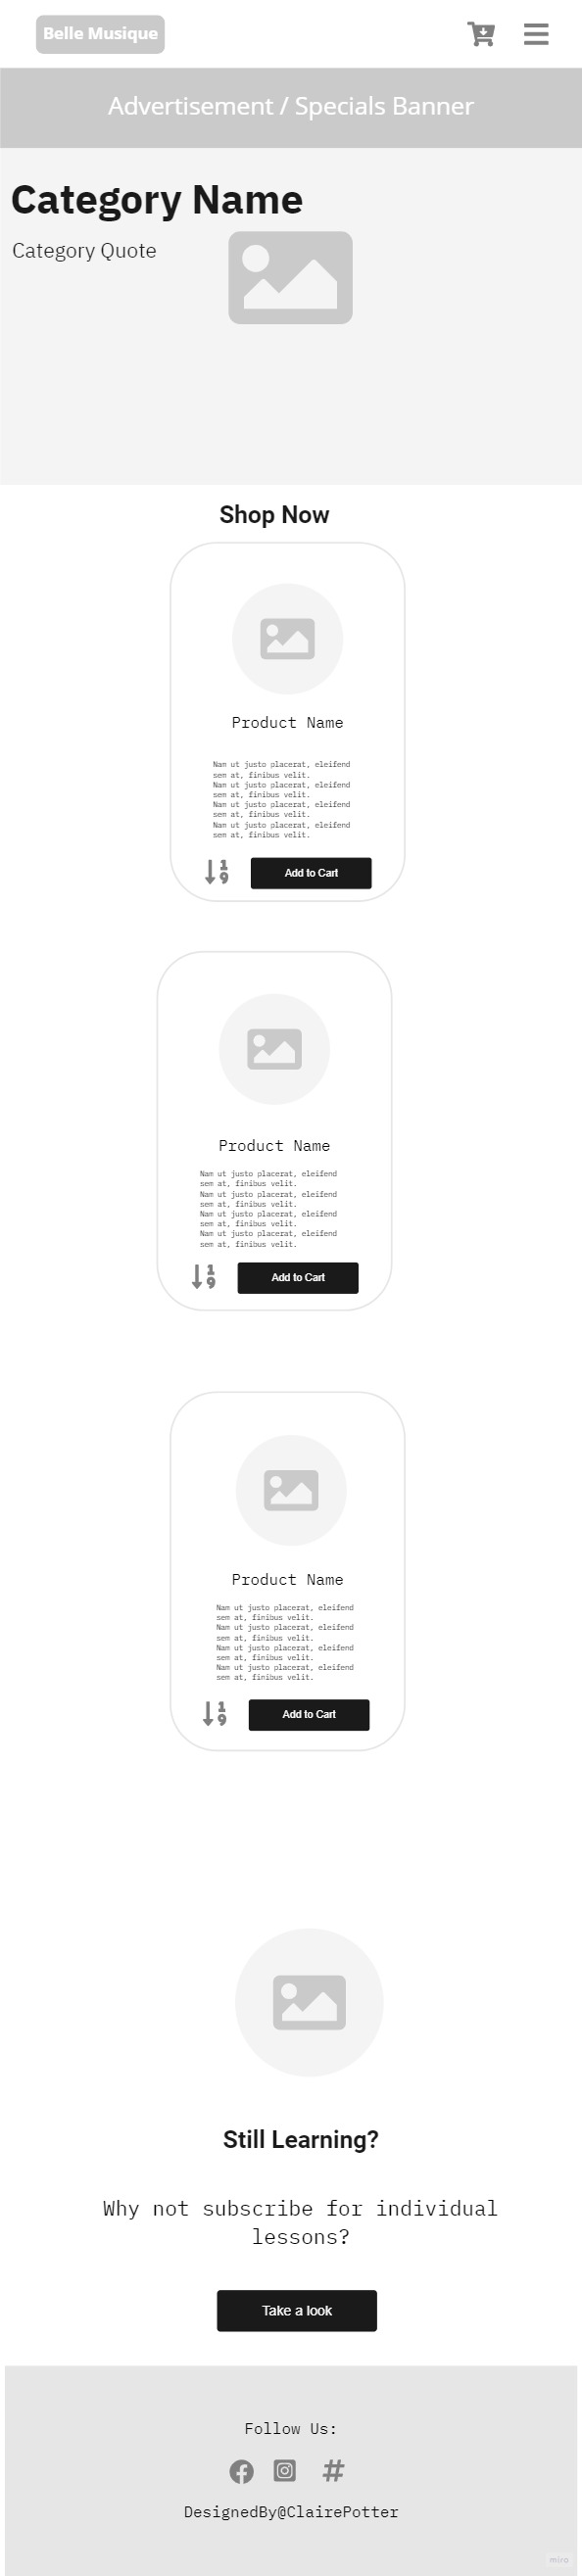 Belle Musique
Advertisement / Specials Banner
Category Name
Category Quote
Shop Now
Product Name
Nam ut justo placerat, eleifend
sem at, finibus velit.
Nam ut justo placerat, eleifend
sem at, finibus velit.
Nam ut justo placerat, eleifend
sem at, finibus velit.
Nam ut justo placerat, eleifend
sem at, finibus velit.
1
9
Add to Cart
Product Name
Nam ut justo placerat, eleifend
sem at, finibus velit.
Nam ut justo placerat, eleifend
sem at, finibus velit.
Nam ut justo placerat, eleifend
sem at, finibus velit.
Nam ut justo placerat, eleifend
sem at, finibus velit.
1
9
Add to Cart
Product Name
Nam ut justo placerat, eleifend
sem at, finibus velit.
Nam ut justo placerat, eleifend
sem at, finibus velit.
Nam ut justo placerat, eleifend
sem at, finibus velit.
Nam ut justo placerat, eleifend
sem at, finibus velit.
1
9
Add to Cart
Still Learning?
Why not subscribe for individual
lessons?
Take a look
Follow Us:
#
DesignedBy@ClairePotter
miro